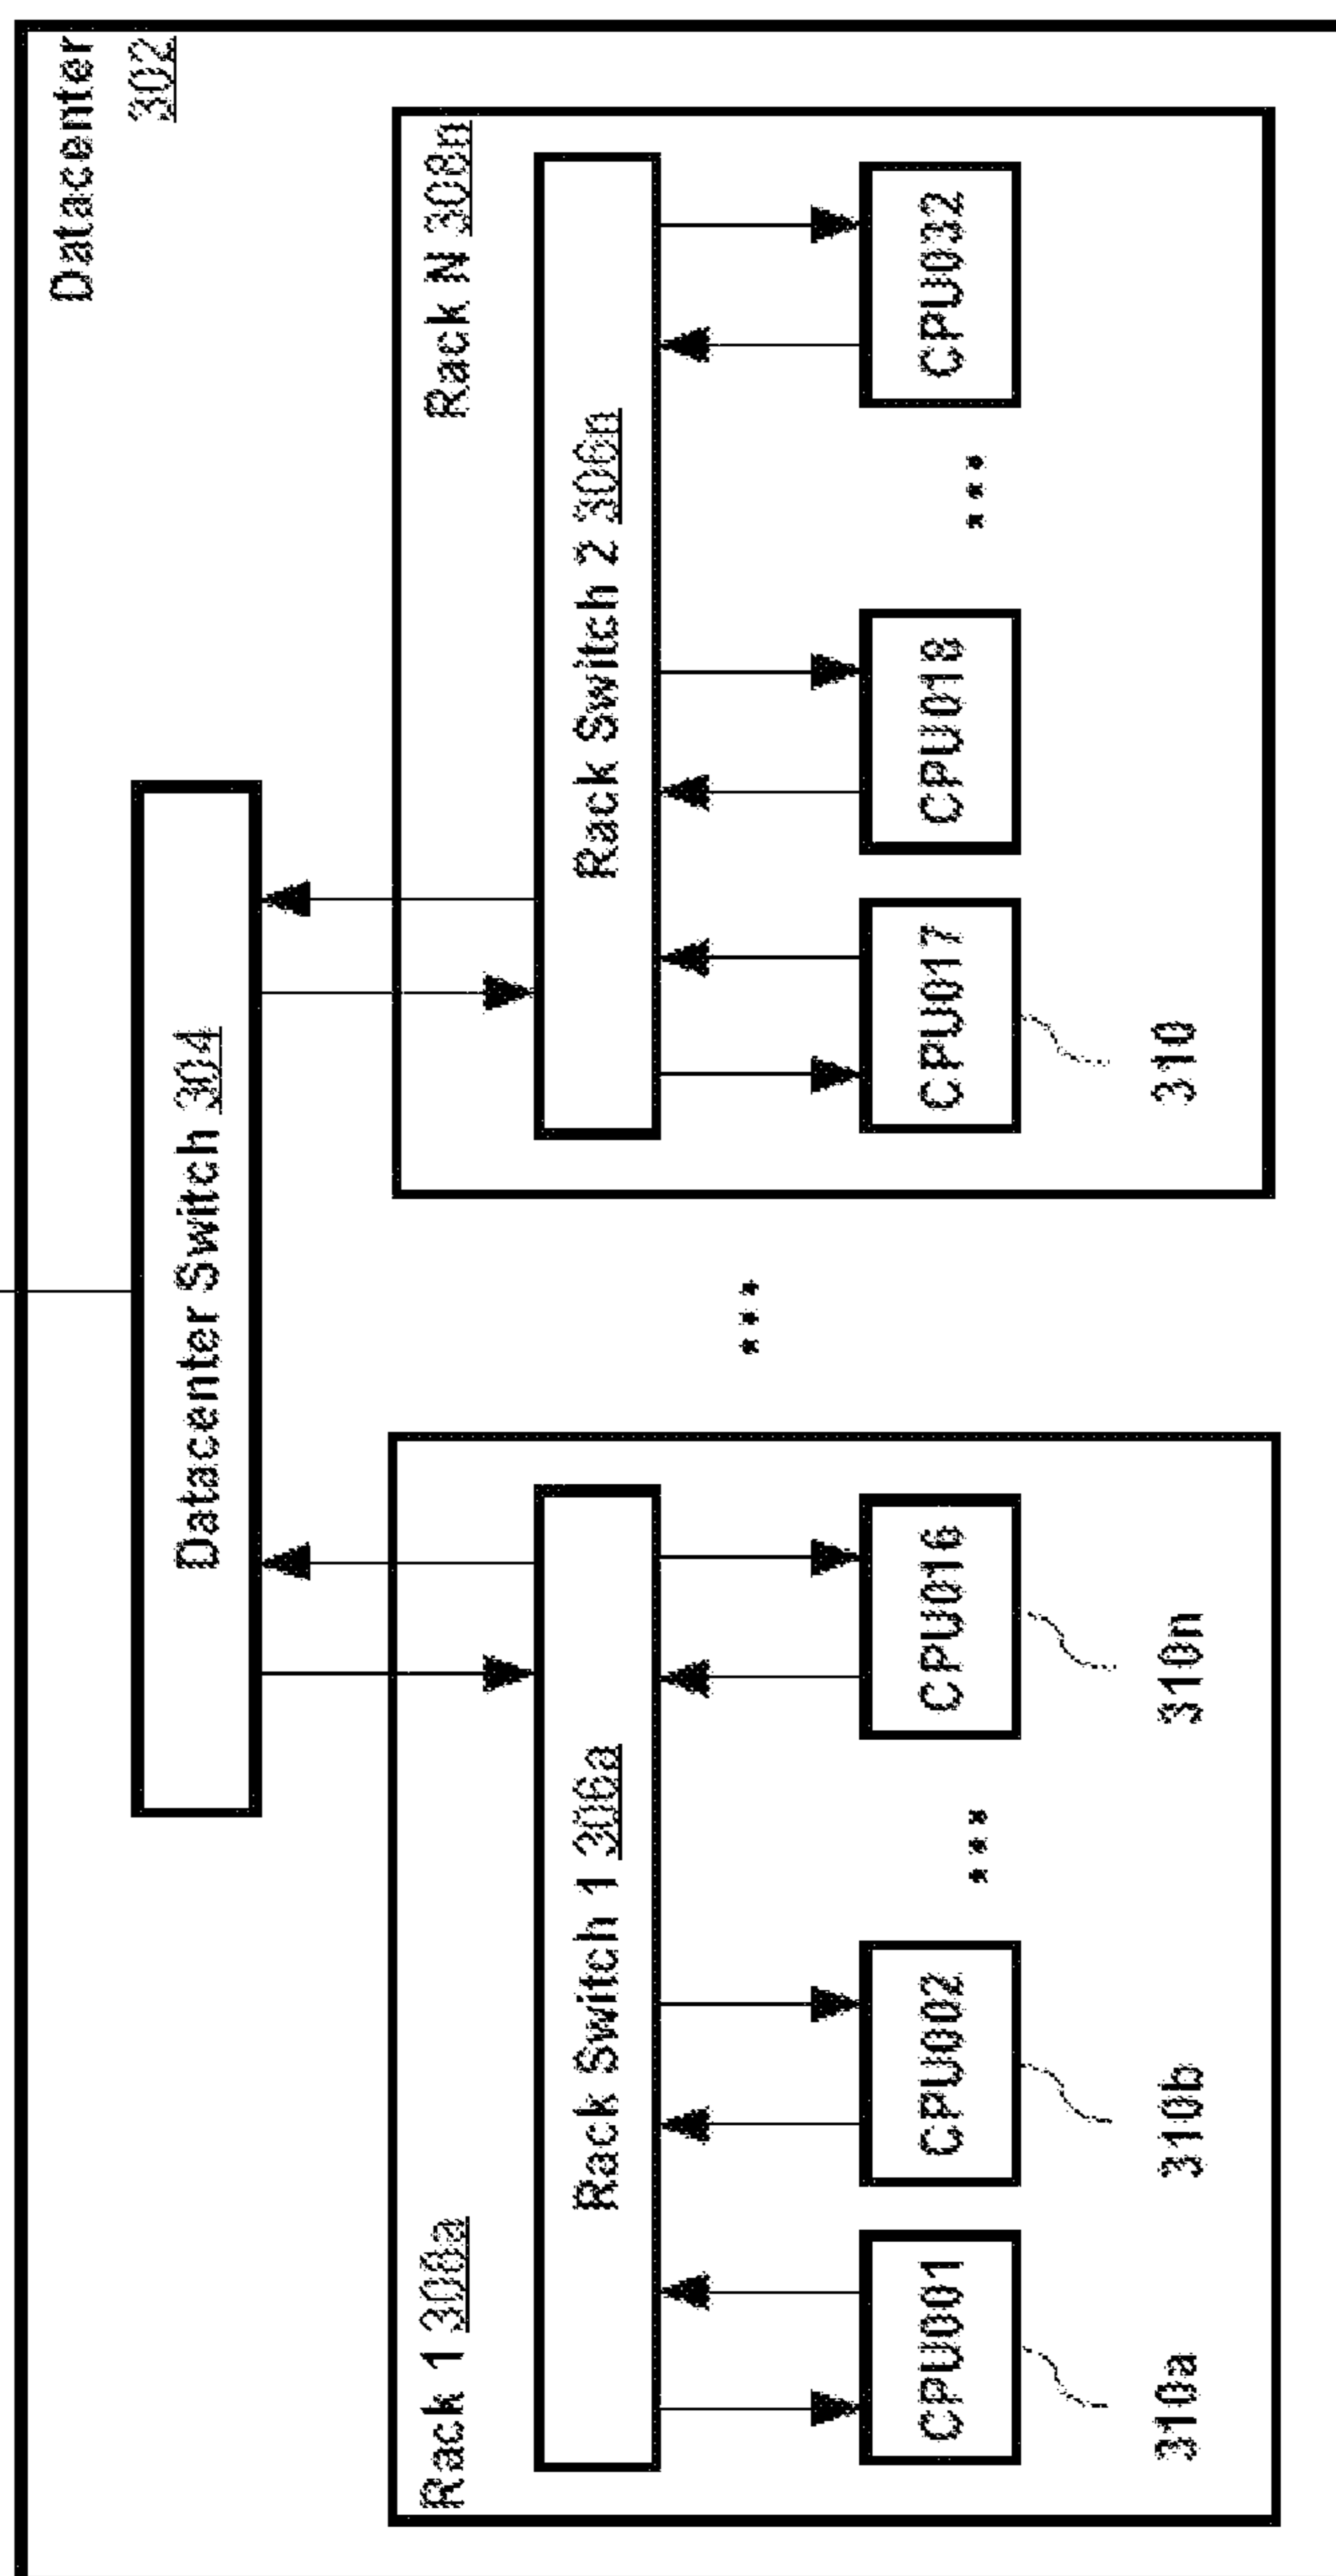 Datacenter
302
Datacenter Switch 304
Rack 1 308a
Rack Switch 1 306a
CPU001
CPU002
...
CPU016
310a
310b
310n
...
Rack N 308n
Rack Switch 2 306n
CPU017
CPU018
...
CPU032
310